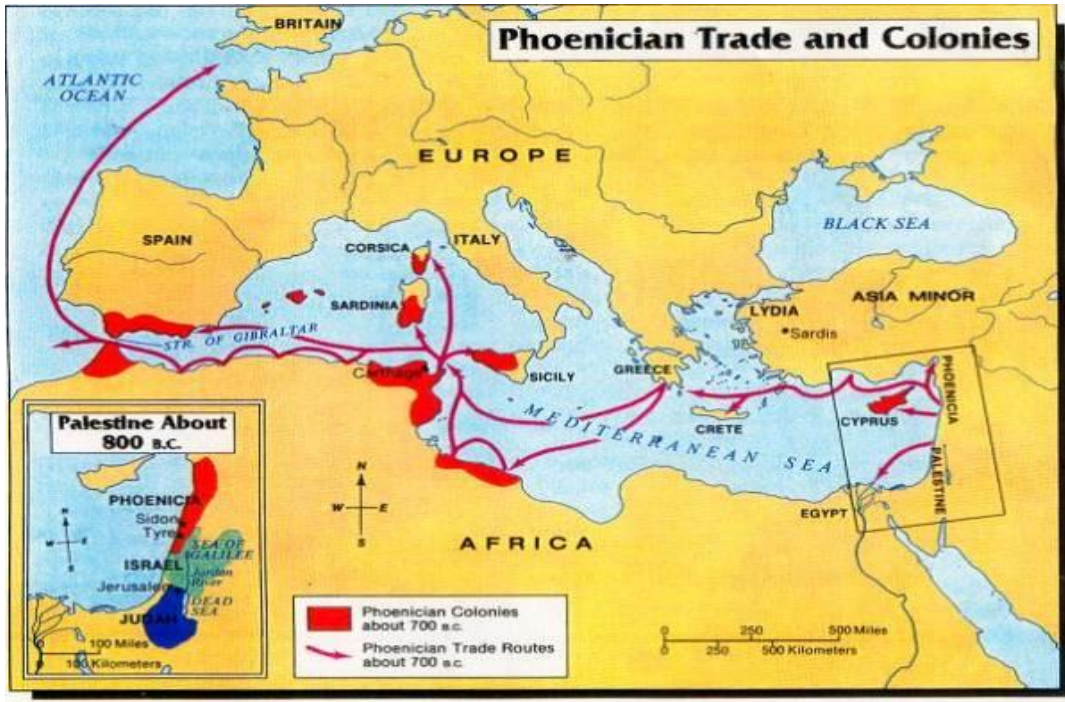 Phoenician Trade and Colonies
BRITAIN
ATLANTIC
OCEAN
EUROPE
BLACK SEA
SPAIN
CORSICA
ITALY
SARDINIA
ASIA MINOR
LYDIA
Sardis
STR. OF GIBRALTAR
Carthage
SICILY
GREECE
PHOENICIA
MEDITERRANEAN SEA
CRETE
CYPRUS
PALESTINE
EGYPT
AFRICA
N
W
E
S
Palestine About
800 B.C.
PHOENICIA
Sidon
Tyre
N
W
E
S
SEA OF
GALILEE
ISRAEL
Jordan
River
Jerusalem
DEAD
SEA
JUDAH
0 100 Miles
0 100 Kilometers
Phoenician Colonies
about 700 B.C.
Phoenician Trade Routes
about 700 B.C.
0 250 500 Miles
0 250 500 Kilometers